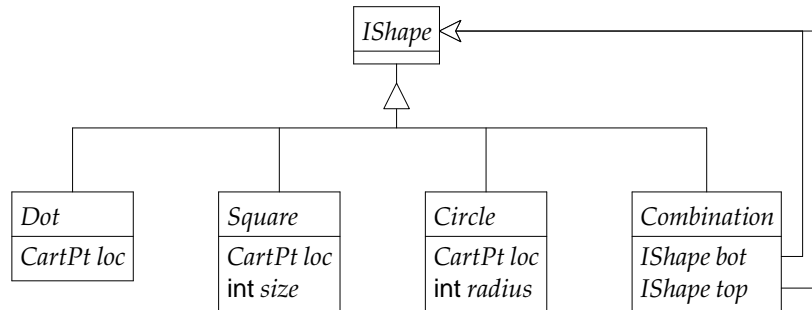 IShape
Dot
CartPt loc
Square
CartPt loc
int size
Circle
CartPt loc
int radius
Combination
IShape bot
IShape top